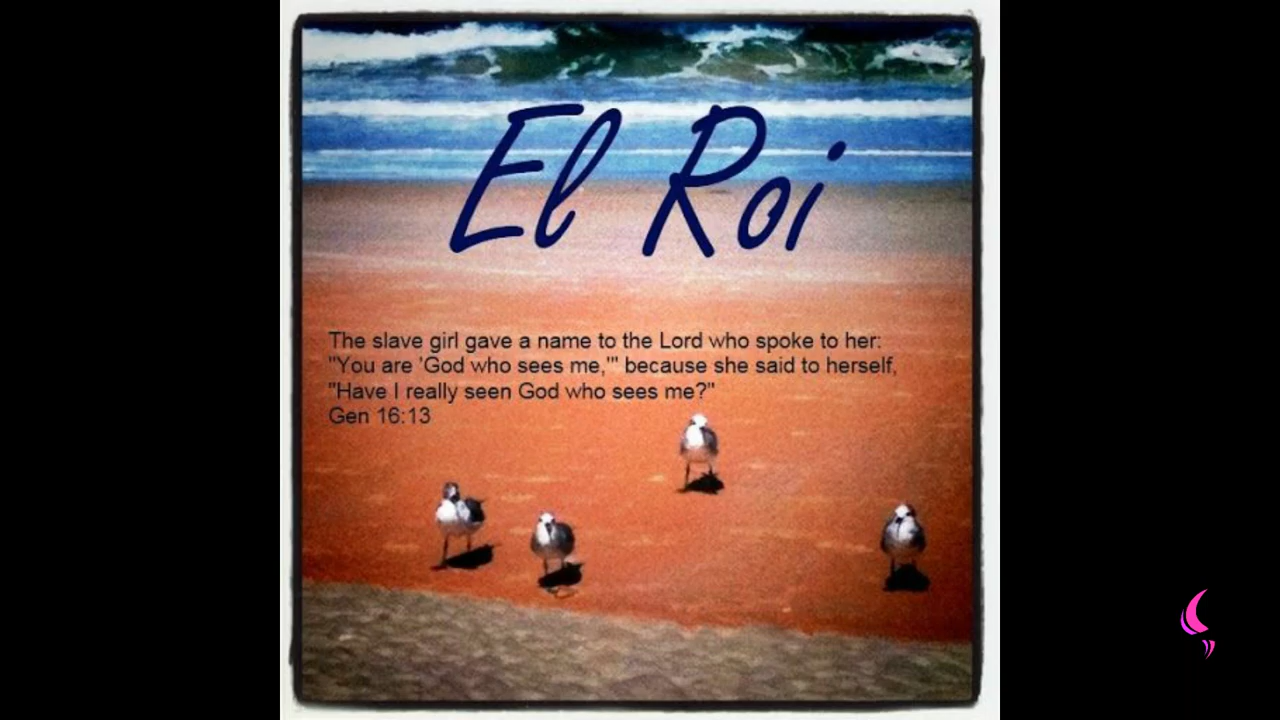 El Roi
The slave girl gave a name to the Lord who spoke to her:
"You are 'God who sees me,'" because she said to herself,
"Have I really seen God who sees me?"
Gen 16:13